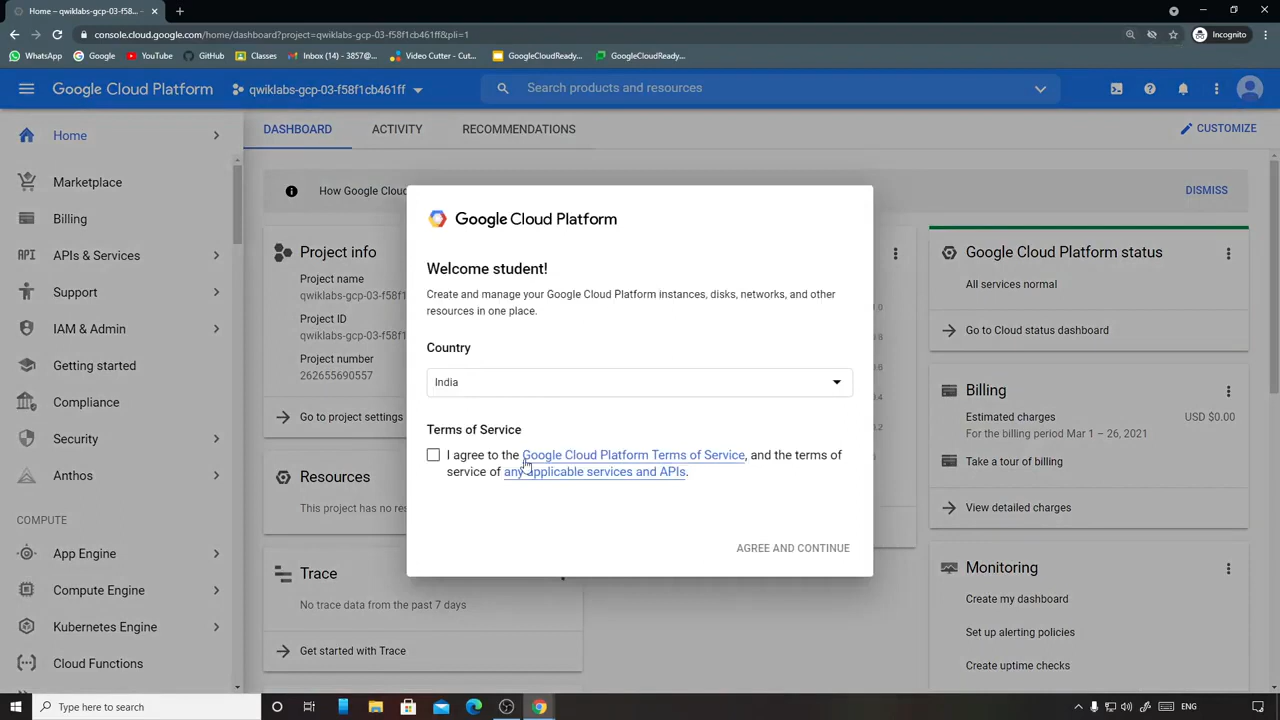 Home – qwiklabs-gcp-03-f58f1cb461f
console.cloud.google.com/home/dashboard?project=qwiklabs-gcp-03-f58f1cb461ff&pli=1
Incognito
WhatsApp
Google
YouTube
GitHub
Classes
Inbox (14) - 3857@...
Video Cutter - Cut...
GoogleCloudReady...
GoogleCloudReady...
Google Cloud Platform
qwiklabs-gcp-03-f58f1cb461ff
Search products and resources
Home
Marketplace
Billing
API APIs & Services
Support
IAM & Admin
Getting started
Compliance
Security
Anthos
COMPUTE
App Engine
Compute Engine
Kubernetes Engine
Cloud Functions
DASHBOARD
ACTIVITY
RECOMMENDATIONS
CUSTOMIZE
How Google Cloud
DISMISS
Project info
Project name
qwiklabs-gcp-03-f58f1
Project ID
qwiklabs-gcp-03-f58f1
Project number
262655690557
Go to project settings
Resources
This project has no res
Trace
No trace data from the past 7 days
Get started with Trace
Google Cloud Platform
Welcome student!
Create and manage your Google Cloud Platform instances, disks, networks, and other
resources in one place.
Country
India
Terms of Service
I agree to the Google Cloud Platform Terms of Service, and the terms of
service of any applicable services and APIs.
AGREE AND CONTINUE
Google Cloud Platform status
All services normal
Go to Cloud status dashboard
Billing
Estimated charges
USD $0.00
For the billing period Mar 1 – 26, 2021
Take a tour of billing
View detailed charges
Monitoring
Create my dashboard
Set up alerting policies
Create uptime checks
Type here to search
ENG